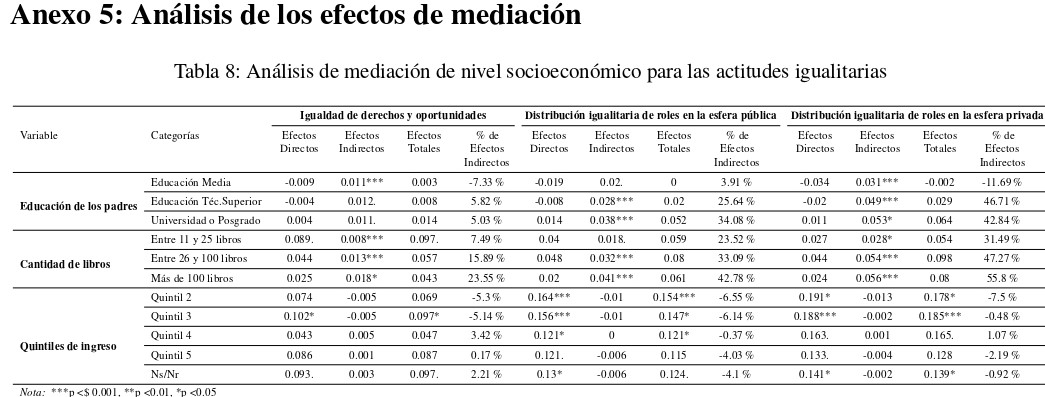 Anexo 5: Análisis de los efectos de mediación
Tabla 8: Análisis de mediación de nivel socioeconómico para las actitudes igualitarias
Igualdad de derechos y oportunidades Distribución igualitaria de roles en la esfera pública Distribución igualitaria de roles en la esfera privada
Variable Categorías Efectos Directos Efectos Indirectos Efectos Totales % de Efectos Indirectos Efectos Directos Efectos Indirectos Efectos Totales % de Efectos Indirectos Efectos Directos Efectos Indirectos Efectos Totales % de Efectos Indirectos
Educación de los padres
Educación Media -0.009 0.011*** 0.003 -7.33 % -0.019 0.02. 0 3.91 % -0.034 0.031*** -0.002 -11.69 %
Educación Téc.Superior -0.004 0.012. 0.008 5.82 % -0.008 0.028*** 0.02 25.64 % -0.02 0.049*** 0.029 46.71 %
Universidad o Posgrado 0.004 0.011. 0.014 5.03 % 0.014 0.038*** 0.052 34.08 % 0.011 0.053* 0.064 42.84 %
Cantidad de libros
Entre 11 y 25 libros 0.089. 0.008*** 0.097. 7.49 % 0.04 0.018. 0.059 23.52 % 0.027 0.028* 0.054 31.49 %
Entre 26 y 100 libros 0.044 0.013*** 0.057 15.89 % 0.048 0.032*** 0.08 33.09 % 0.044 0.054*** 0.098 47.27 %
Más de 100 libros 0.025 0.018* 0.043 23.55 % 0.02 0.041*** 0.061 42.78 % 0.024 0.056*** 0.08 55.8 %
Quintiles de ingreso
Quintil 2 0.074 -0.005 0.069 -5.3 % 0.164*** -0.01 0.154*** -6.55 % 0.191* -0.013 0.178* -7.5 %
Quintil 3 0.102* -0.005 0.097* -5.14 % 0.156*** -0.01 0.147* -6.14 % 0.188*** -0.002 0.185*** -0.48 %
Quintil 4 0.043 0.005 0.047 3.42 % 0.121* 0 0.121* -0.37 % 0.163. 0.001 0.165. 1.07 %
Quintil 5 0.086 0.001 0.087 0.17 % 0.121. -0.006 0.115 -4.03 % 0.133. -0.004 0.128 -2.19 %
Ns/Nr 0.093. 0.003 0.097. 2.21 % 0.13* -0.006 0.124. -4.1 % 0.141* -0.002 0.139* -0.92 %
Nota: ***p <$ 0.001, **p <0.01, *p <0.05